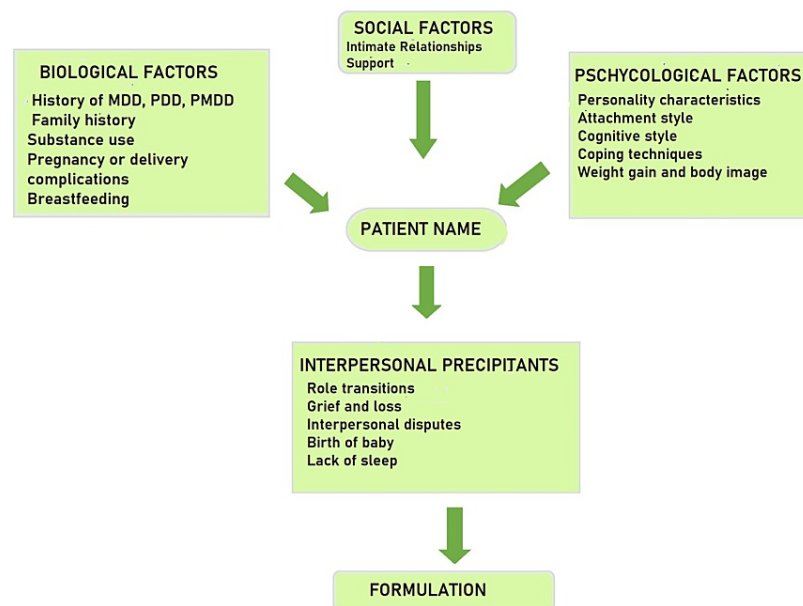 SOCIAL FACTORS
Intimate Relationships
Support
BIOLOGICAL FACTORS
History of MDD, PDD, PMDD
Family history
Substance use
Pregnancy or delivery
complications
Breastfeeding
PSCHYCOLOGICAL FACTORS
Personality characteristics
Attachment style
Cognitive style
Coping techniques
Weight gain and body image
PATIENT NAME
INTERPERSONAL PRECIPITANTS
Role transitions
Grief and loss
Interpersonal disputes
Birth of baby
Lack of sleep
FORMULATION